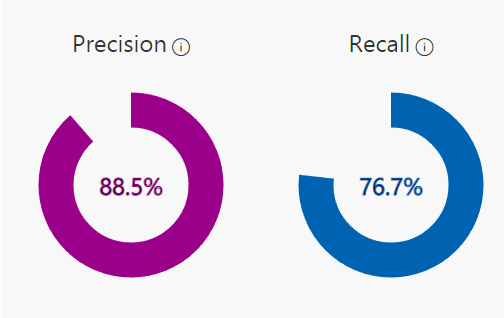 Precision ⓘ
Recall ⓘ
88.5%
76.7%